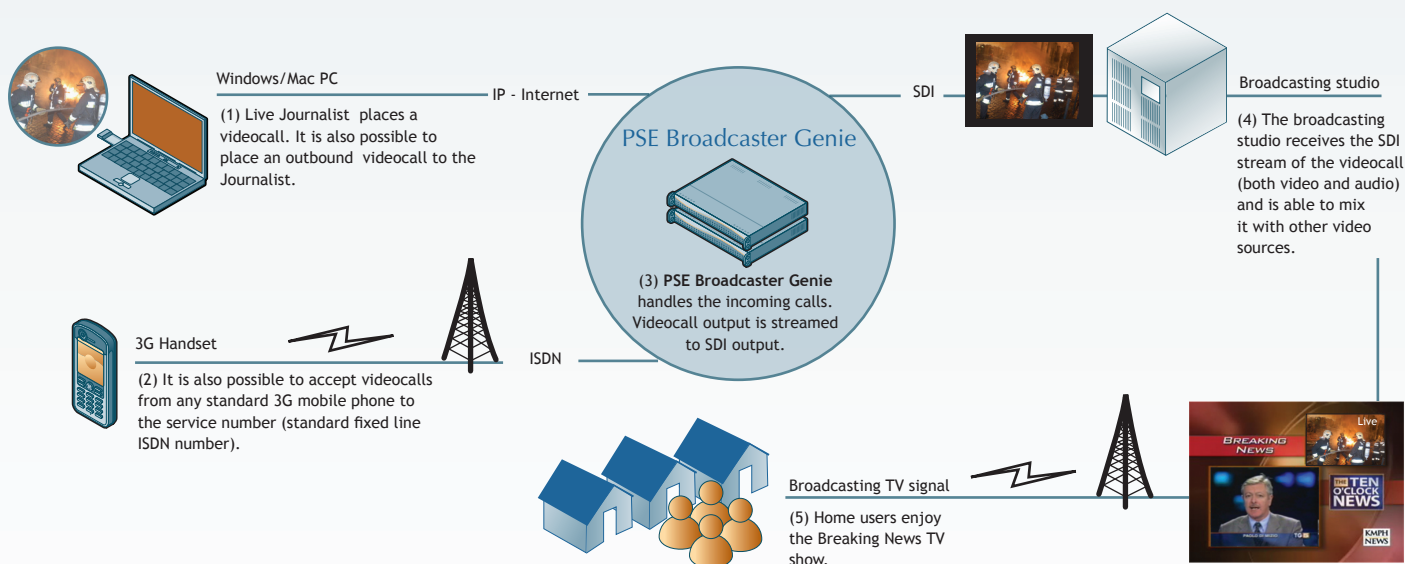 Windows/Mac PC
IP - Internet
(1) Live Journalist places a
videocall. It is also possible to
place an outbound videocall to the
Journalist.
PSE Broadcaster Genie
(3) PSE Broadcaster Genie
handles the incoming calls.
Videocall output is streamed
to SDI output.
SDI
Broadcasting studio
(4) The broadcasting
studio receives the SDI
stream of the videocall
(both video and audio)
and is able to mix
it with other video
sources.
3G Handset
ISDN
(2) It is also possible to accept videocalls
from any standard 3G mobile phone to
the service number (standard fixed line
ISDN number).
Broadcasting TV signal
(5) Home users enjoy
the Breaking News TV
show.
BREAKING
NEWS
Live
THE TEN
O'CLOCK
NEWS
TG
KMPH
NEWS